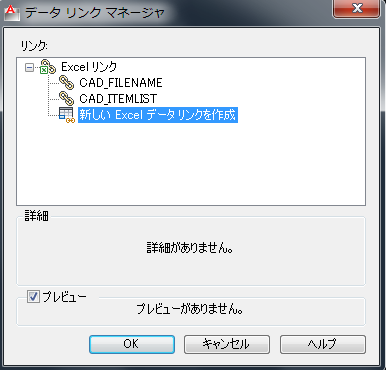 データ リンク マネージャ
リンク:
Excel リンク
CAD_FILENAME
CAD_ITEMLIST
新しい Excel データリンクを作成
詳細
詳細がありません。
プレビュー
プレビューがありません。
OK
キャンセル
ヘルプ